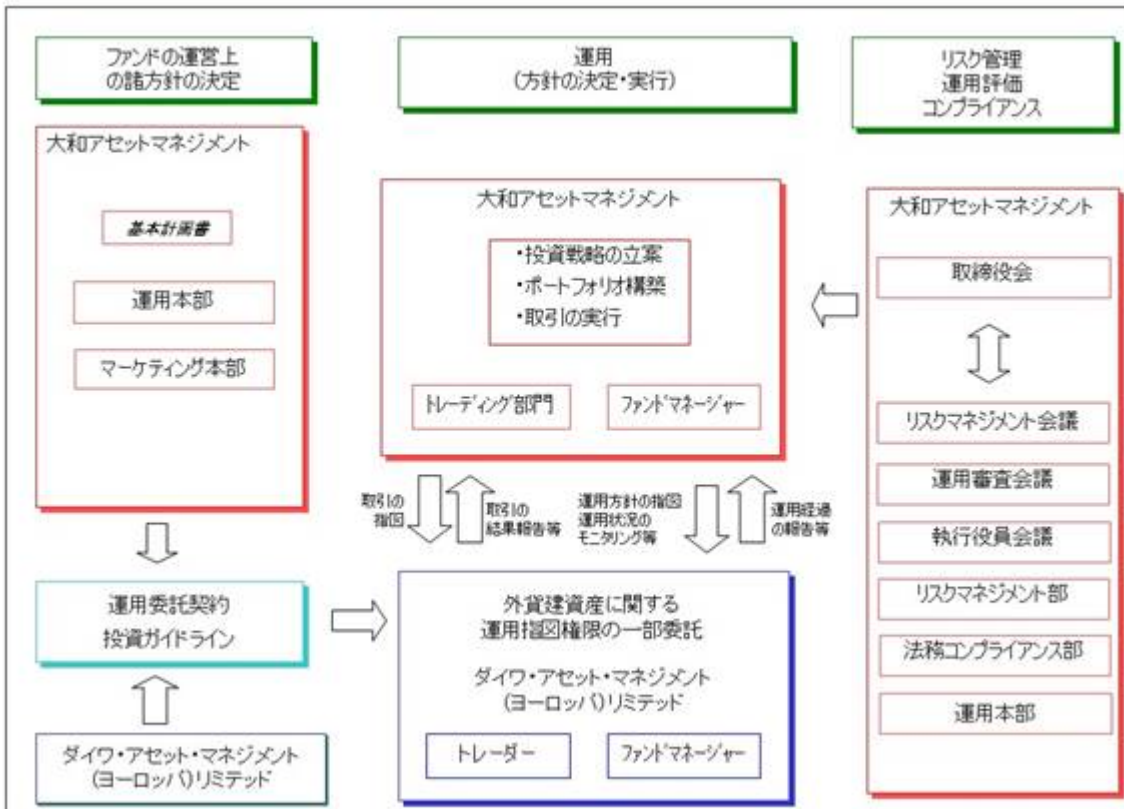 ファンドの運営上
の諸方針の決定
運用
(方針の決定・実行)
リスク管理
運用評価
コンプライアンス
大和アセットマネジメント
基本計画書
運用本部
マーケティング本部
大和アセットマネジメント
・投資戦略の立案
・ポートフォリオ構築
・取引の実行
トレーディング部門
ファンドマネージャー
大和アセットマネジメント
取締役会
リスクマネジメント会議
運用審査会議
執行役員会議
リスクマネジメント部
法務コンプライアンス部
運用本部
取引の
指図
取引の
結果報告等
運用方針の指図
運用状況の
モニタリング等
運用経過
の報告等
運用委託契約
投資ガイドライン
外貨建資産に関する
運用指図権限の一部委託
ダイワ・アセット・マネジメント
(ヨーロッパ)リミテッド
トレーダー
ファンドマネージャー
ダイワ・アセット・マネジメント
(ヨーロッパ)リミテッド